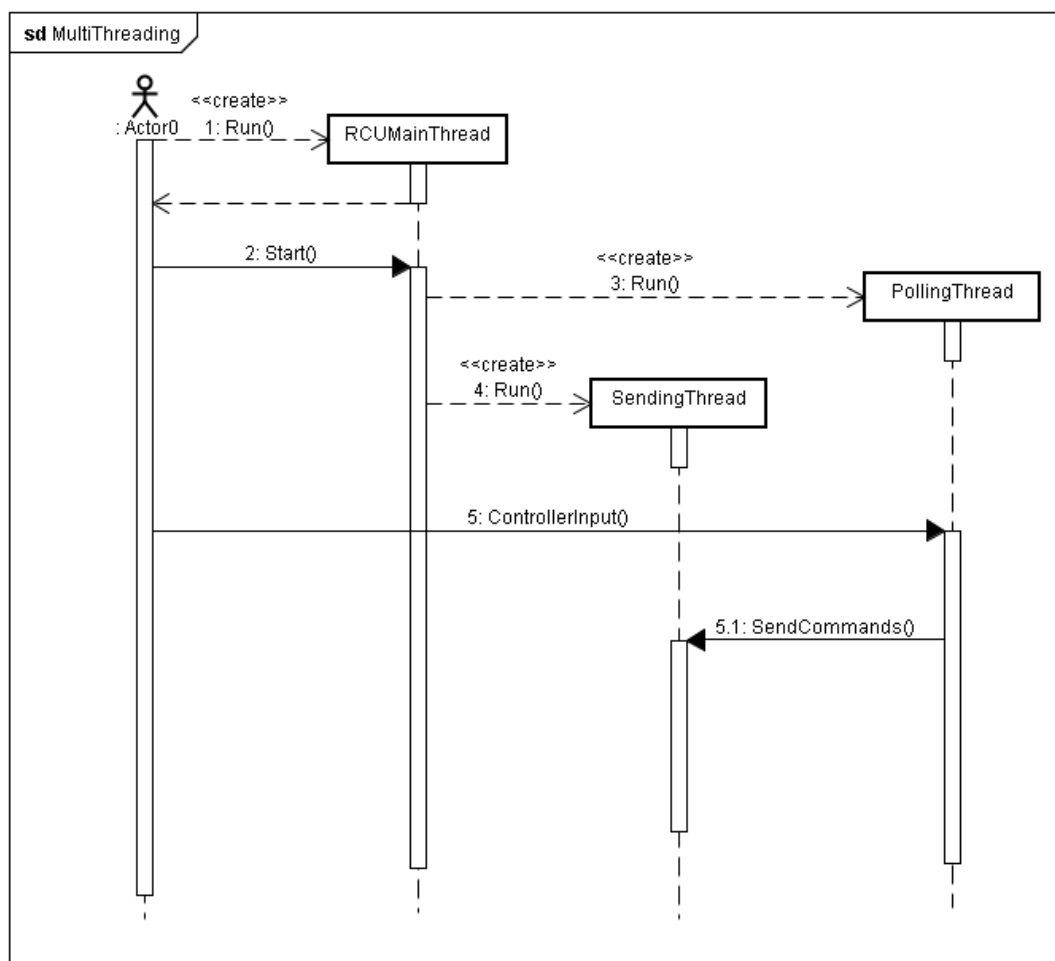 sd MultiThreading
<<create>>
: Actor0
1: Run()
RCUMainThread
2: Start()
<<create>>
3: Run()
PollingThread
<<create>>
4: Run()
SendingThread
5: ControllerInput()
5.1: SendCommands()